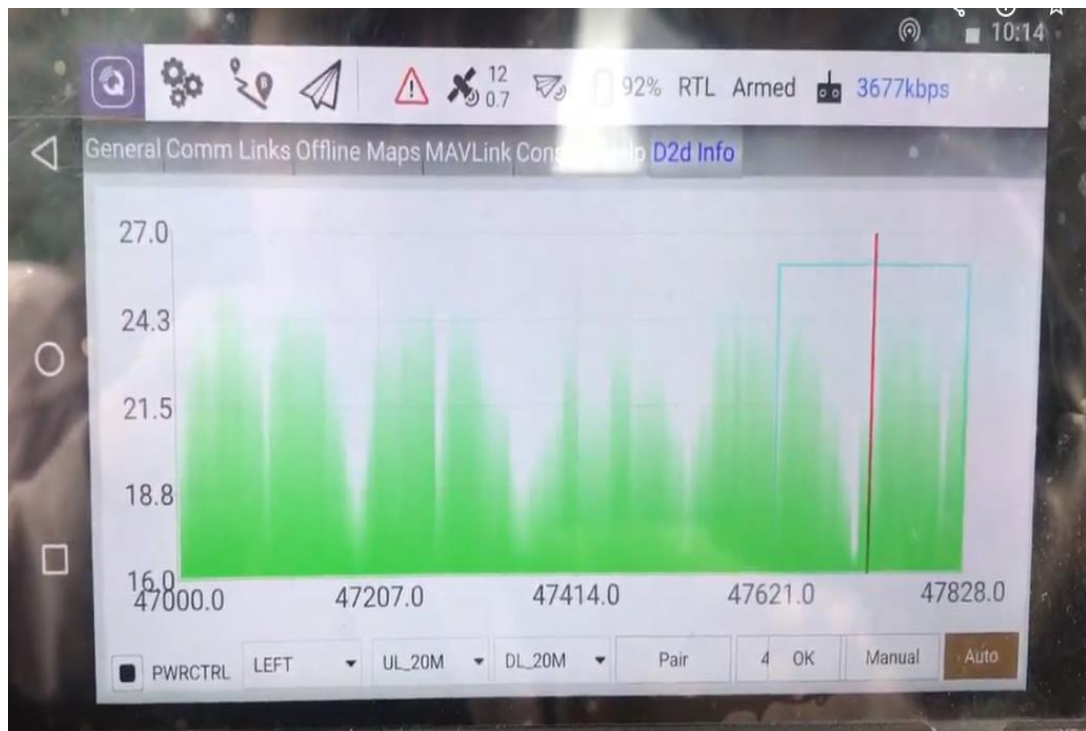 10:14
12
0.7
92% RTL Armed 3677kbps
General Comm Links Offline Maps MAVLink D2d Info
27.0
24.3
21.5
18.8
16.0
47000.0 47207.0 47414.0 47621.0 47828.0
PWRCTRL LEFT UL_20M DL_20M Pair 4 OK Manual Auto